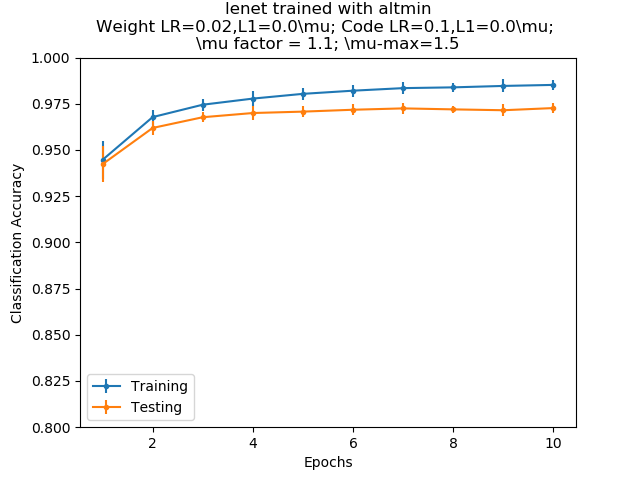 lenet trained with altmin
Weight LR=0.02,L1=0.0\mu; Code LR=0.1,L1=0.0\mu;
\mu factor = 1.1; \mu-max=1.5
1.000
0.975
0.950
0.925
0.900
0.875
0.850
0.825
0.800
Classification Accuracy
Training
Testing
2 4 6 8 10
Epochs